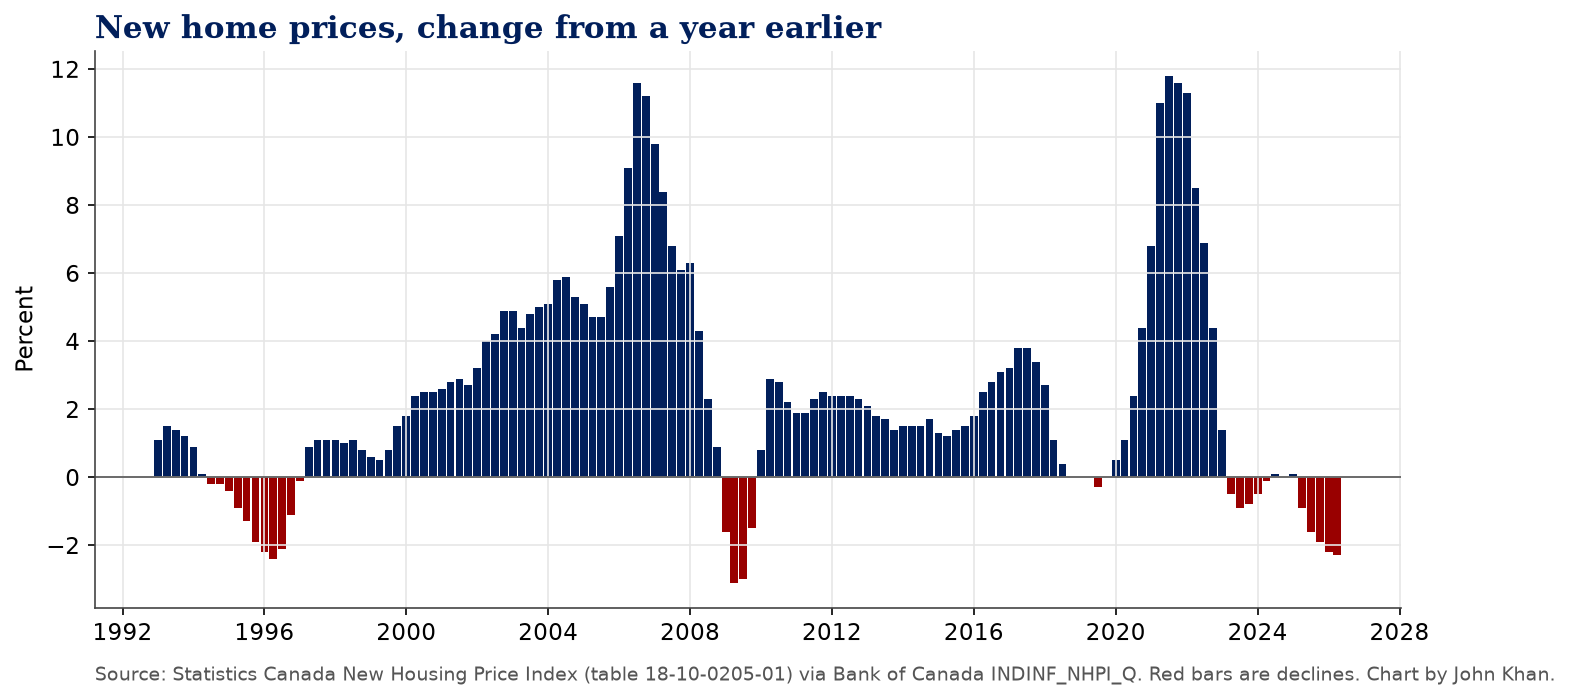 New home prices, change from a year earlier
12
10
8
6
4
2
0
−2
Percent
1992 1996 2000 2004 2008 2012 2016 2020 2024 2028
Source: Statistics Canada New Housing Price Index (table 18-10-0205-01) via Bank of Canada INDINF_NHPI_Q. Red bars are declines. Chart by John Khan.